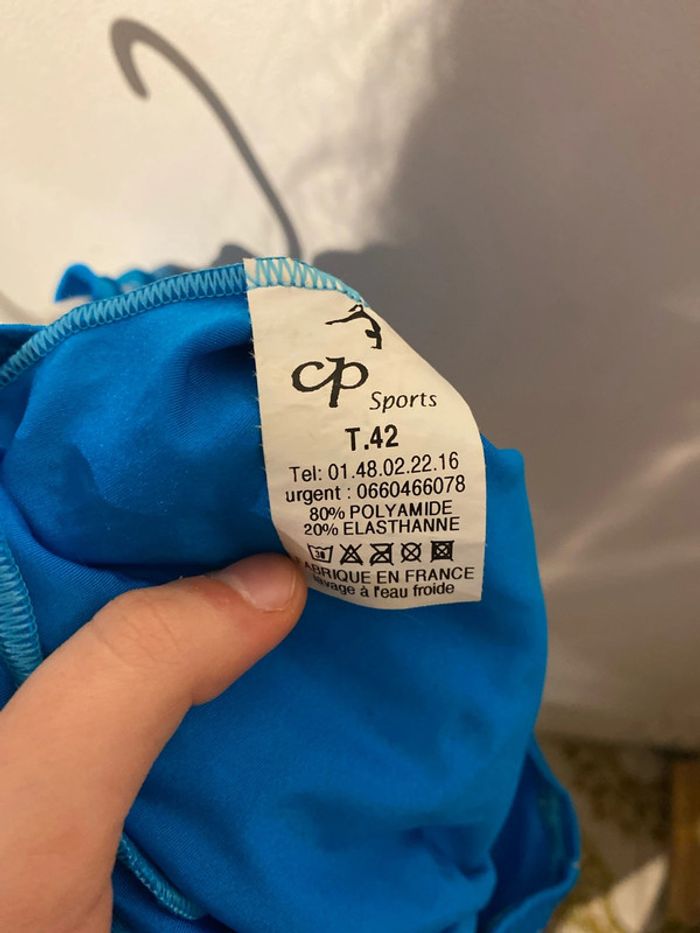 cp Sports
T.42
Tel: 01.48.02.22.16
urgent : 0660466078
80% POLYAMIDE
20% ELASTHANNE
30
ABRIQUE EN FRANCE
à l'eau froide